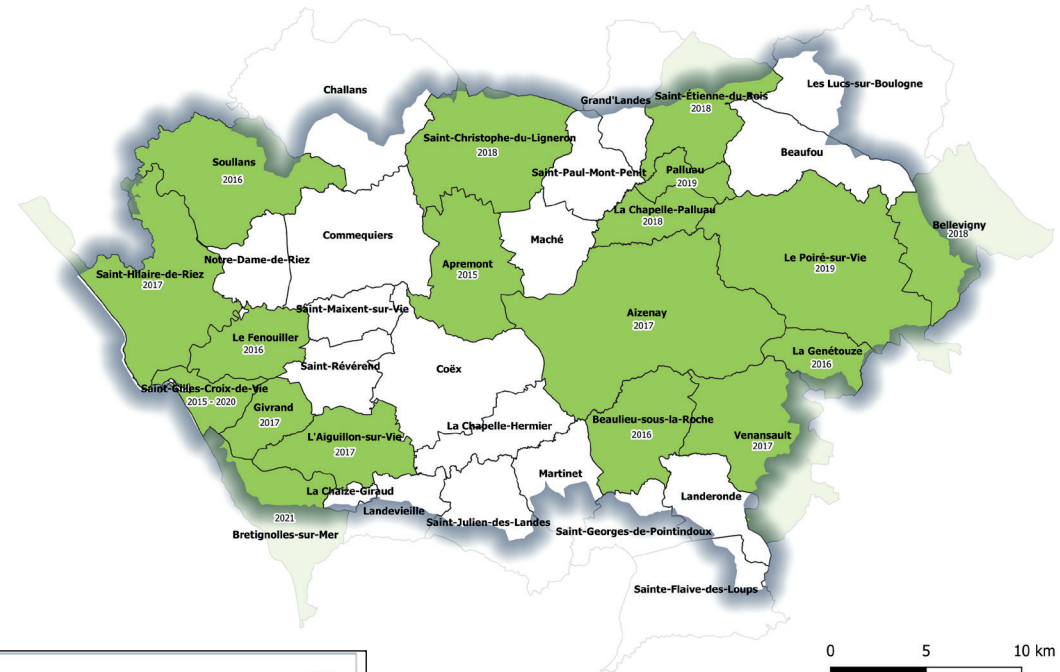 Les Lucs-sur-Boulogne
Challans
Grand'Landes
Saint-Étienne-du-Bois
2018
Saint-Christophe-du-Ligneron
2018
Beaufou
Soullans
2016
Saint-Paul-Mont-Penit
Palluau
2019
La Chapelle-Palluau
2018
Bellevigny
2018
Commequiers
Maché
Notre-Dame-de-Riez
Apremont
2015
Le Poiré-sur-Vie
2019
Saint-Hilaire-de-Riez
2017
Saint-Maixent-sur-Vie
Aizenay
2017
Le Fenouiller
2016
La Genétouze
2016
Saint-Révérend
Coëx
Saint-Gilles-Croix-de-Vie
2015 - 2020
Givrand
2017
Beaulieu-sous-la-Roche
2016
La Chapelle-Hermier
L'Aiguillon-sur-Vie
2017
Venansault
2017
Martinet
La Chaize-Giraud
Landeronde
Landevieille
2021
Saint-Julien-des-Landes
Bretignolles-sur-Mer
Saint-Georges-de-Pointindoux
Sainte-Flaive-des-Loups
0 5 10 km